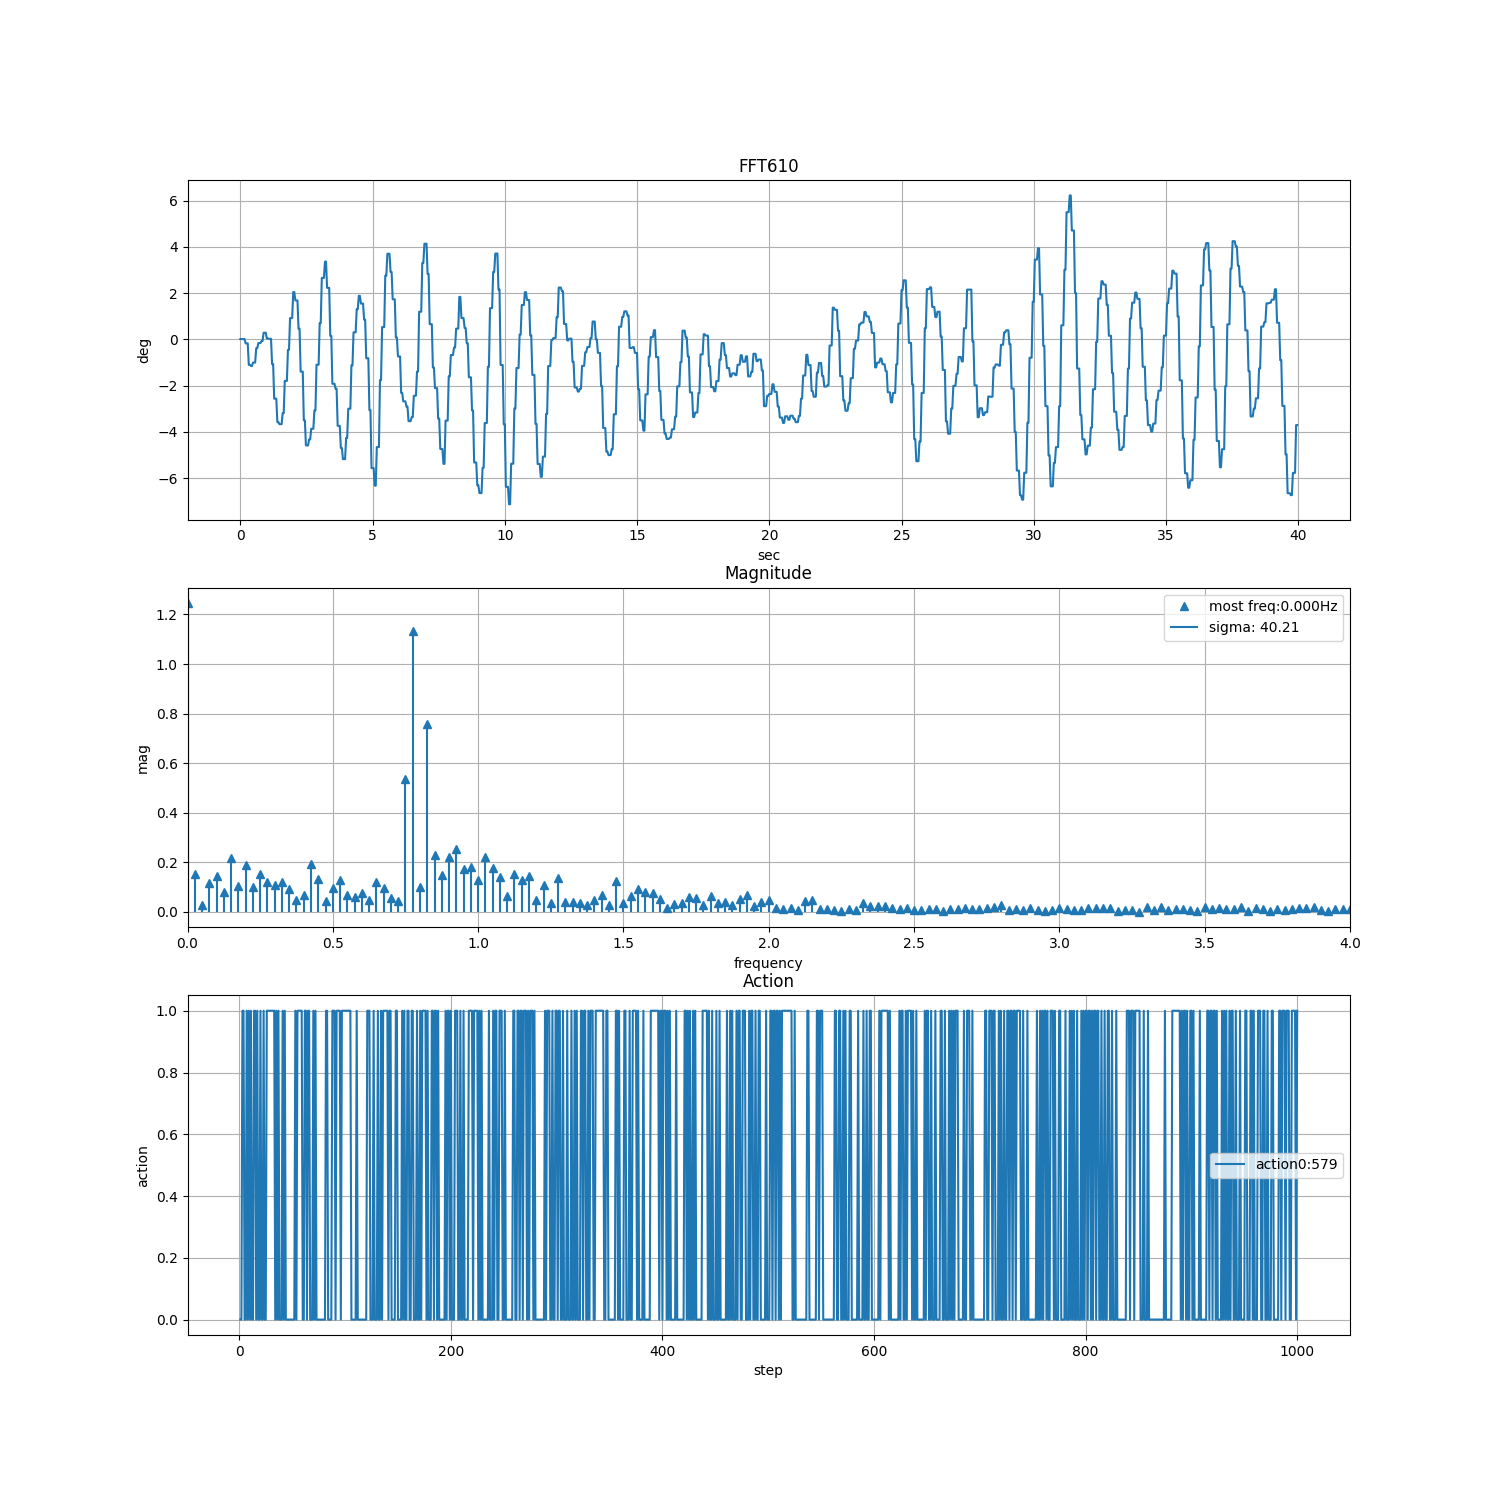 FFT610
6
4
2
0
−2
−4
−6
deg
0 5 10 15 20 25 30 35 40
sec
Magnitude
1.2
1.0
0.8
0.6
0.4
0.2
0.0
mag
most freq:0.000Hz
sigma: 40.21
0.0 0.5 1.0 1.5 2.0 2.5 3.0 3.5 4.0
frequency
Action
1.0
0.8
0.6
0.4
0.2
0.0
action
action0:579
0 200 400 600 800 1000
step